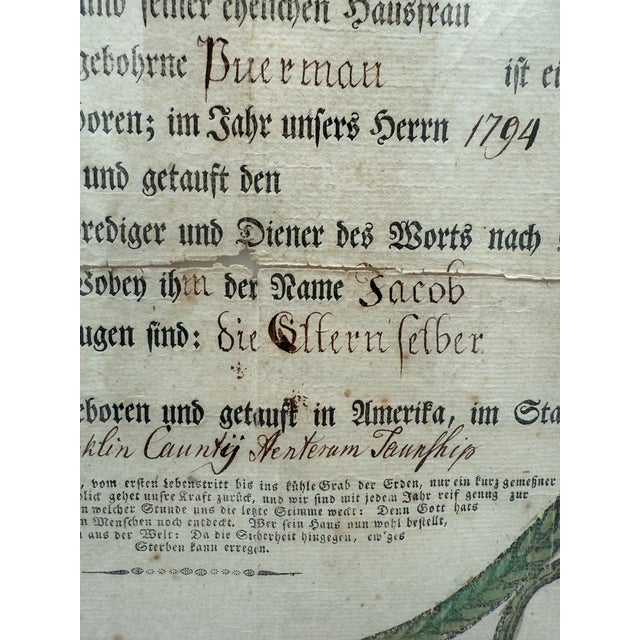 und seiner ehelichen Hausfrau
gebohrne Puerman ist ei
boren; im Jahr unsers Herrn 1794
und getauft den
rediger und Diener des Worts nach
Wobey ihm der Name Jacob
ugen sind: die Eltern selber
eboren und getauft in Amerika, im Sta
klin Caunty Aenteram Taunship
, vom ersten Lebenstritt bis ins kühle Grab der Erden, nur ein kurz gemeßner
lick gehet unsre Kraft zurück, und wir sind mit jedem Jahr reif genug zur
n welcher Stunde uns die letzte Stimme weckt: Denn Gott hats
n Menschen noch entdeckt. Wer sein Haus nun wohl bestellt,
aus der Welt: Da die Sicherheit hingegen, ew'ges
Sterben kann erregen.